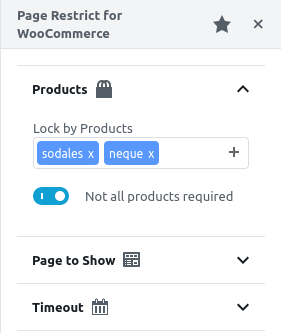 Page Restrict for
WooCommerce
Products
Lock by Products
sodales x neque x
Not all products required
Page to Show
Timeout